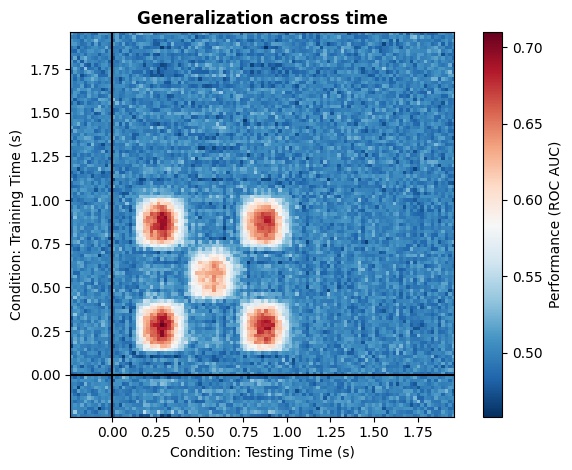 Generalization across time
Condition: Training Time (s)
1.75
1.50
1.25
1.00
0.75
0.50
0.25
0.00
0.00 0.25 0.50 0.75 1.00 1.25 1.50 1.75
Condition: Testing Time (s)
0.70
0.65
0.60
0.55
0.50
Performance (ROC AUC)